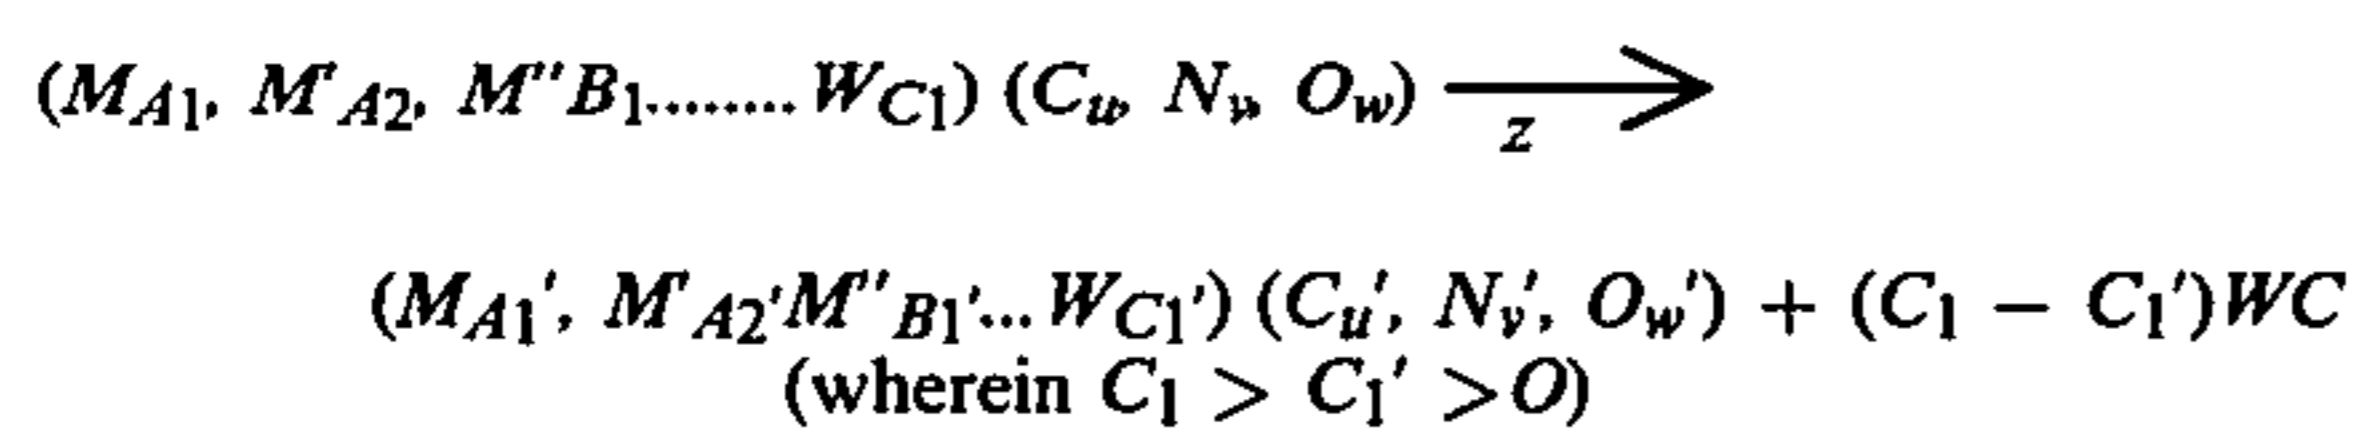 (M_{A1}, M'_{A2}, M''B_1........W_{C1}) (C_u, N_v, O_w) \xrightarrow[z]{}
(M_{A1}', M'_{A2}'M''_{B1}'...W_{C1}') (C_u', N_v', O_w') + (C_1 − C_1')WC
(wherein C_1 > C_1' >O)